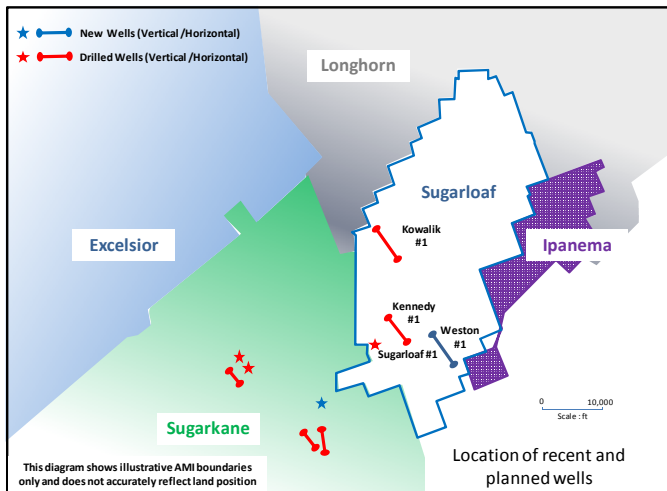 New Wells (Vertical /Horizontal)
Drilled Wells (Vertical /Horizontal)
Longhorn
Sugarloaf
Excelsior
Kowalik
#1
Ipanema
Kennedy
#1
Weston
#1
Sugarloaf #1
0 10,000
Scale : ft
Sugarkane
This diagram shows illustrative AMI boundaries
only and does not accurately reflect land position
Location of recent and
planned wells